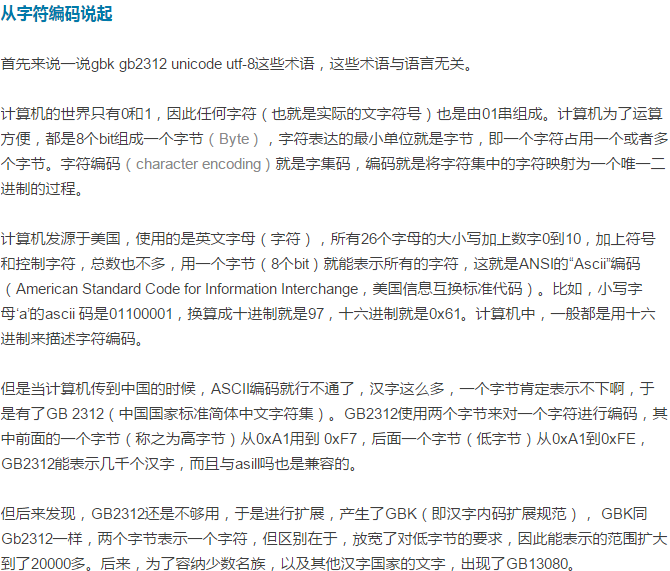 从字符编码说起
首先来说一说gbk gb2312 unicode utf-8这些术语，这些术语与语言无关。
计算机的世界只有0和1，因此任何字符（也就是实际的文字符号）也是由01串组成。计算机为了运算
方便，都是8个bit组成一个字节（Byte），字符表达的最小单位就是字节，即一个字符占用一个或者多
个字节。字符编码（character encoding）就是字集码，编码就是将字符集中的字符映射为一个唯一二
进制的过程。
计算机发源于美国，使用的是英文字母（字符），所有26个字母的大小写加上数字0到10，加上符号
和控制字符，总数也不多，用一个字节（8个bit）就能表示所有的字符，这就是ANSI的“Ascii”编码
（American Standard Code for Information Interchange，美国信息互换标准代码）。比如，小写字
母‘a’的ascii 码是01100001，换算成十进制就是97，十六进制就是0x61。计算机中，一般都是用十六
进制来描述字符编码。
但是当计算机传到中国的时候，ASCII编码就行不通了，汉字这么多，一个字节肯定表示不下啊，于
是有了GB 2312（中国国家标准简体中文字符集）。GB2312使用两个字节来对一个字符进行编码，其
中前面的一个字节（称之为高字节）从0xA1用到 0xF7，后面一个字节（低字节）从0xA1到0xFE，
GB2312能表示几千个汉字，而且与asill吗也是兼容的。
但后来发现，GB2312还是不够用，于是进行扩展，产生了GBK（即汉字内码扩展规范）， GBK同
Gb2312一样，两个字节表示一个字符，但区别在于，放宽了对低字节的要求，因此能表示的范围扩大
到了20000多。后来，为了容纳少数名族，以及其他汉字国家的文字，出现了GB13080。